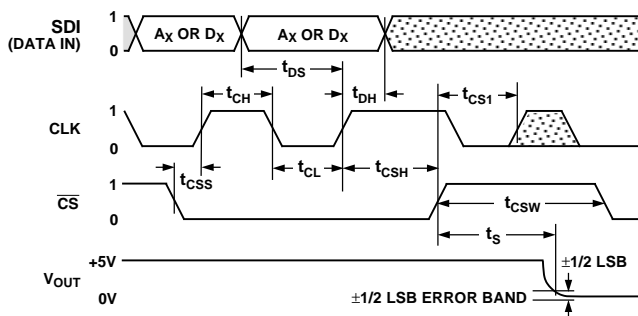 SDI
(DATA IN)
1
0
AX OR DX
AX OR DX
tDS
tCH
tDH
tCS1
CLK
1
0
tCSS
tCL
tCSH
CS
1
0
tCSW
tS
VOUT
+5V
0V
±1/2 LSB
±1/2 LSB ERROR BAND